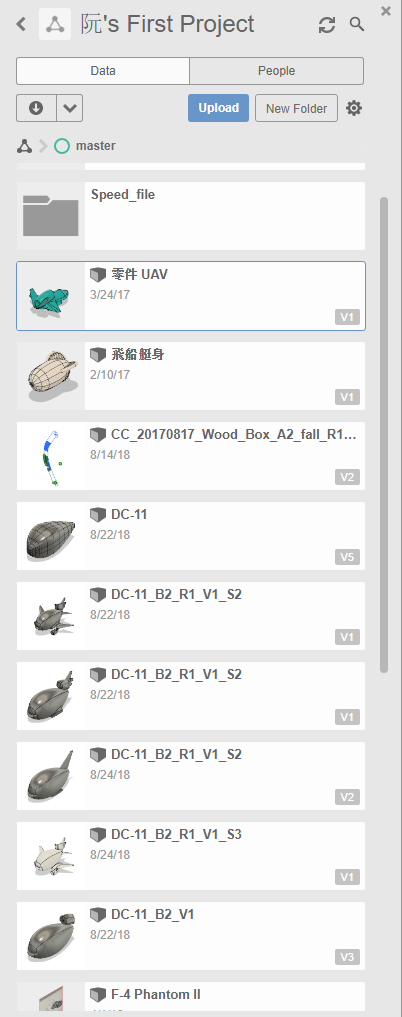 阮's First Project
Data
People
Upload
New Folder
master
Speed_file
零件 UAV
3/24/17
V1
飛船艇身
2/10/17
V1
CC_20170817_Wood_Box_A2_fall_R1...
8/14/18
V2
DC-11
8/22/18
V5
DC-11_B2_R1_V1_S2
8/22/18
V1
DC-11_B2_R1_V1_S2
8/22/18
V1
DC-11_B2_R1_V1_S2
8/24/18
V2
DC-11_B2_R1_V1_S3
8/24/18
V1
DC-11_B2_V1
8/22/18
V3
F-4 Phantom II